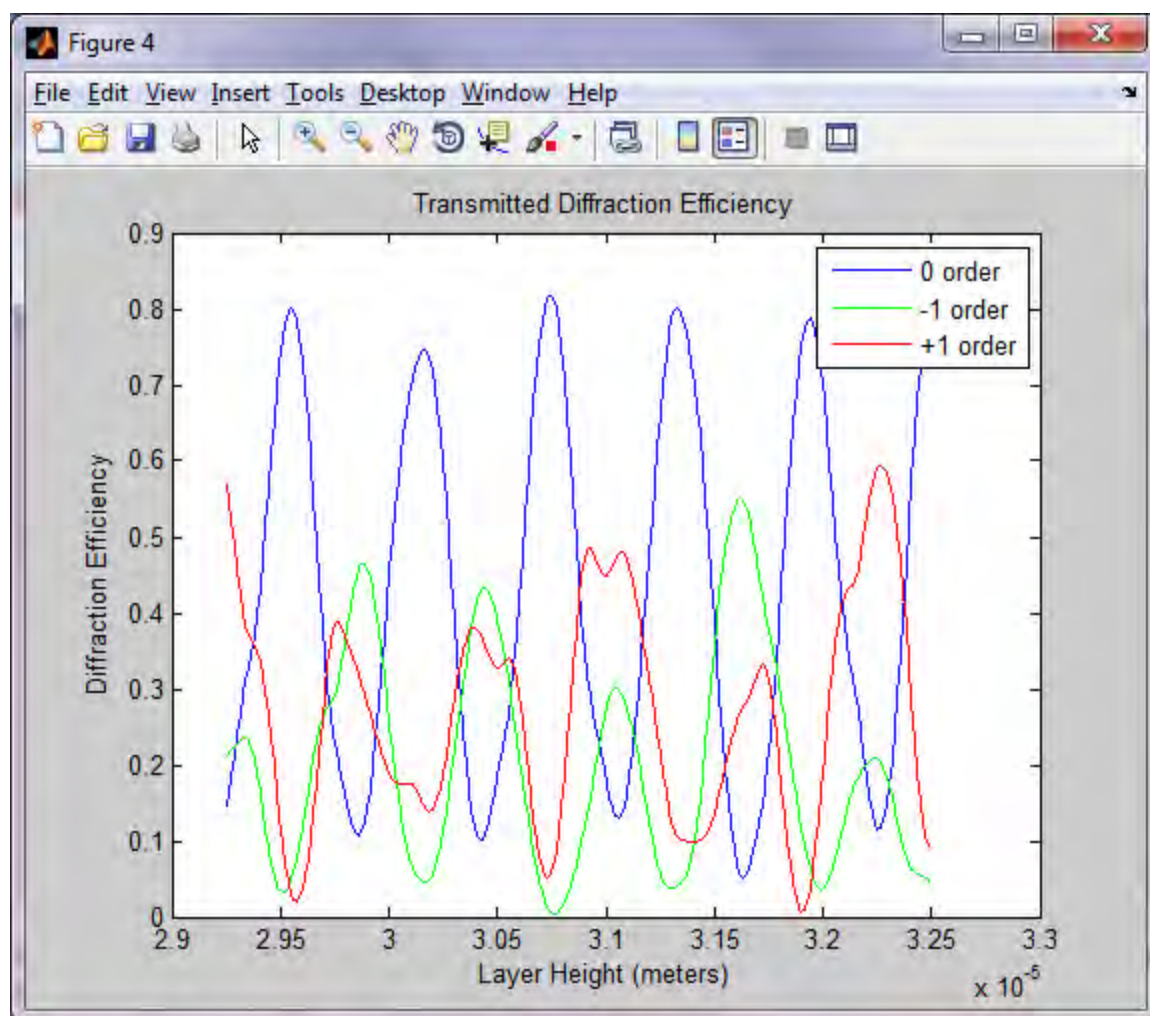 Figure 4
File Edit View Insert Tools Desktop Window Help
Transmitted Diffraction Efficiency
0.9
0.8
0.7
0.6
0.5
0.4
0.3
0.2
0.1
0
Diffraction Efficiency
0 order
-1 order
+1 order
2.9 2.95 3 3.05 3.1 3.15 3.2 3.25 3.3
Layer Height (meters)
x 10-5